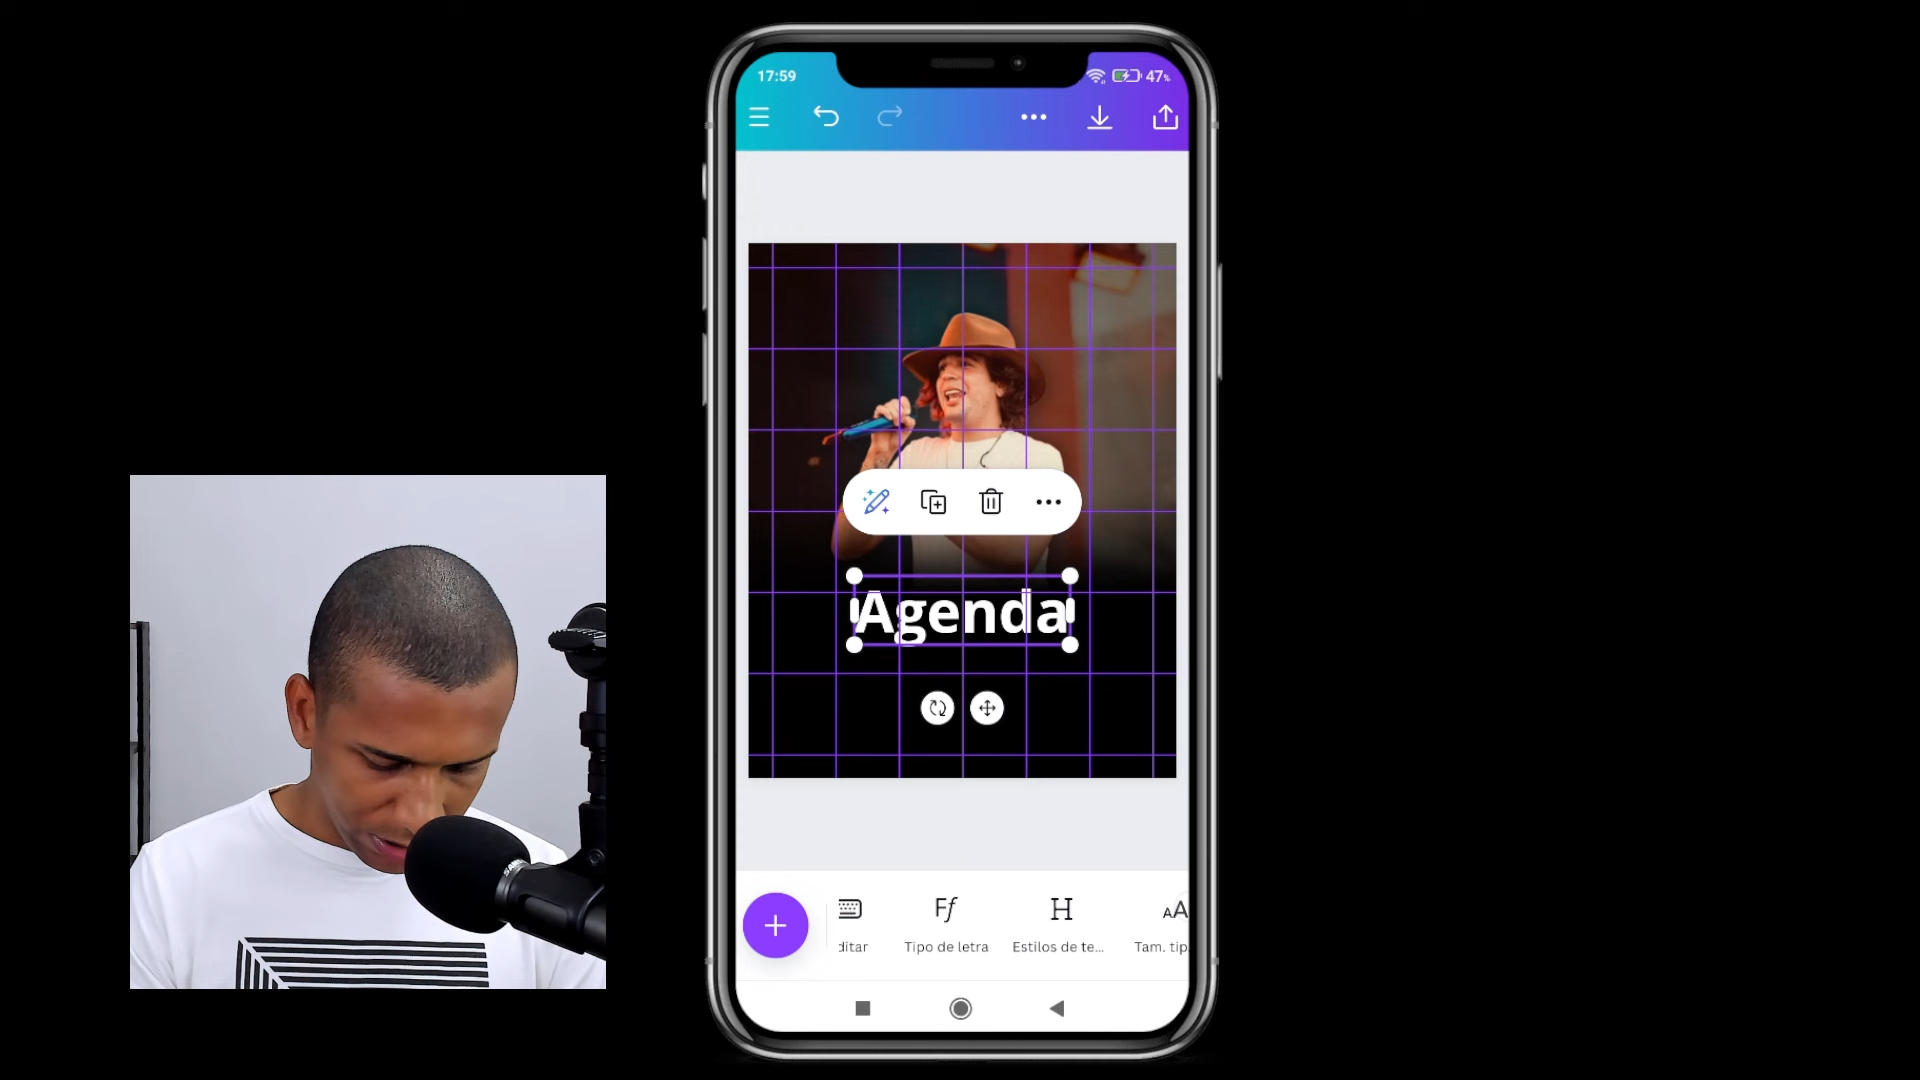 17:59
47%
Agenda
ditar
Tipo de letra
Estilos de te...
Tam. tip